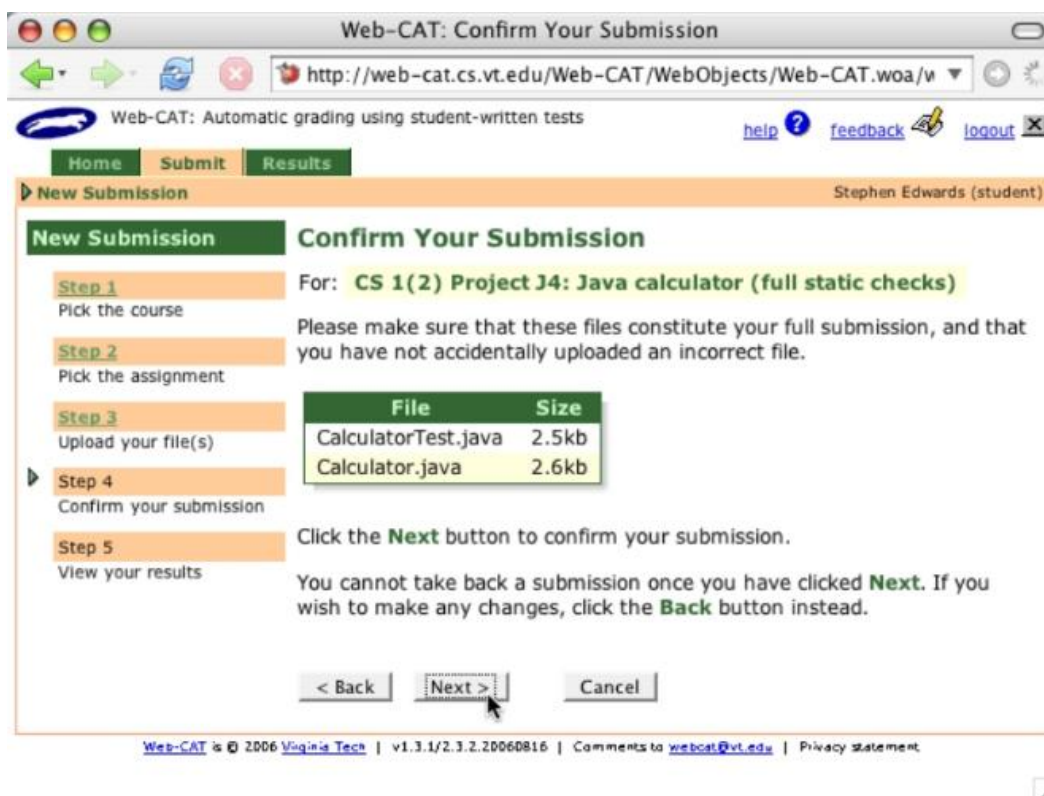 Web-CAT: Confirm Your Submission
http://web-cat.cs.vt.edu/Web-CAT/WebObjects/Web-CAT.woa/w
Web-CAT: Automatic grading using student-written tests
help ? feedback logout
Home Submit Results
New Submission
Stephen Edwards (student)
New Submission
Step 1
Pick the course
Step 2
Pick the assignment
Step 3
Upload your file(s)
Step 4
Confirm your submission
Step 5
View your results
Confirm Your Submission
For: CS 1(2) Project J4: Java calculator (full static checks)
Please make sure that these files constitute your full submission, and that
you have not accidentally uploaded an incorrect file.
File Size
CalculatorTest.java 2.5kb
Calculator.java 2.6kb
Click the Next button to confirm your submission.
You cannot take back a submission once you have clicked Next. If you
wish to make any changes, click the Back button instead.
< Back Next > Cancel
Web-CAT is © 2006 Virginia Tech | v1.3.1/2.3.2.20060816 | Comments to webcat@vt.edu | Privacy statement